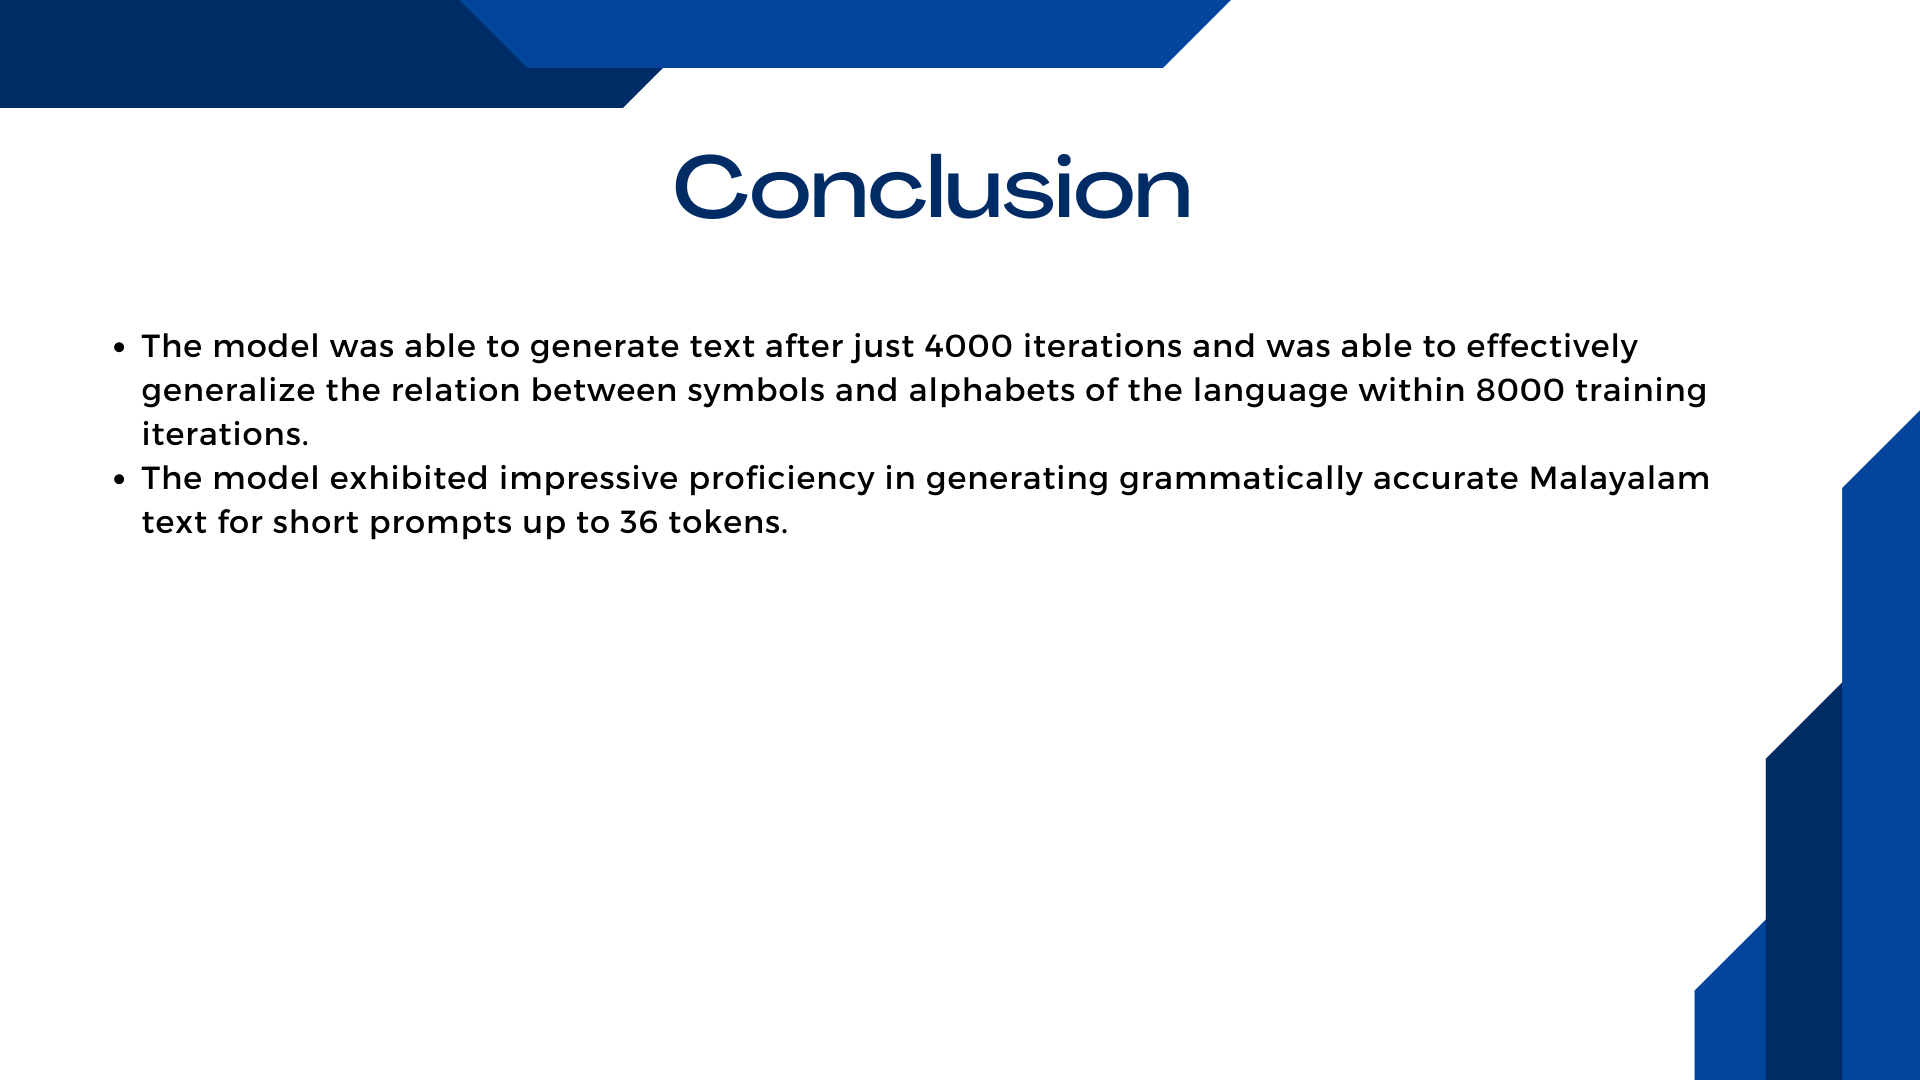 Conclusion
• The model was able to generate text after just 4000 iterations and was able to effectively
generalize the relation between symbols and alphabets of the language within 8000 training
iterations.
• The model exhibited impressive proficiency in generating grammatically accurate Malayalam
text for short prompts up to 36 tokens.